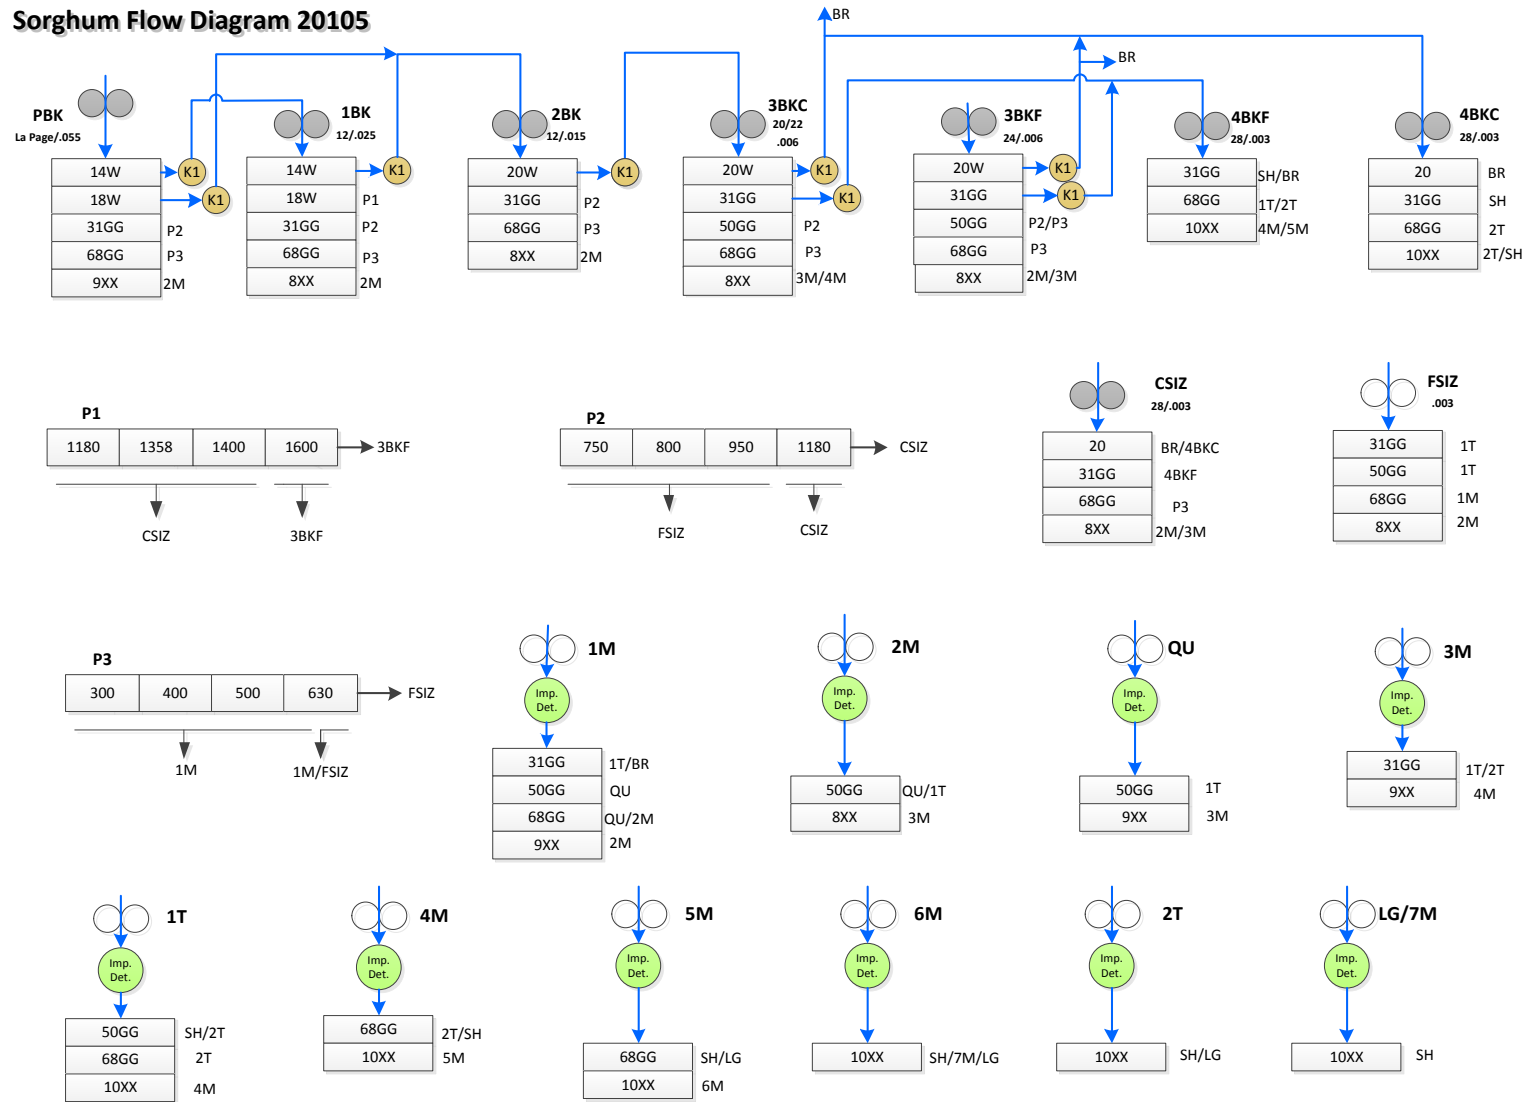 Sorghum Flow Diagram 20105
BR
BR
PBK
La Page/.055
14W
18W
31GG P2
68GG P3
9XX 2M
K1
K1
1BK
12/.025
14W
18W P1
31GG P2
68GG P3
8XX 2M
K1
2BK
12/.015
20W
31GG P2
68GG P3
8XX 2M
K1
3BKC
20/22
.006
20W
31GG
50GG P2
68GG P3
8XX 3M/4M
K1
K1
3BKF
24/.006
20W
31GG
50GG P2/P3
68GG P3
8XX 2M/3M
K1
K1
4BKF
28/.003
31GG SH/BR
68GG 1T/2T
10XX 4M/5M
4BKC
28/.003
20 BR
31GG SH
68GG 2T
10XX 2T/SH
P1
1180 1358 1400 1600 3BKF
CSIZ 3BKF
P2
750 800 950 1180 CSIZ
FSIZ CSIZ
CSIZ
28/.003
20 BR/4BKC
31GG 4BKF
68GG P3
8XX 2M/3M
FSIZ
.003
31GG 1T
50GG 1T
68GG 1M
8XX 2M
P3
300 400 500 630 FSIZ
1M 1M/FSIZ
1M
Imp.
Det.
31GG 1T/BR
50GG QU
68GG QU/2M
9XX 2M
2M
Imp.
Det.
50GG QU/1T
8XX 3M
QU
Imp.
Det.
50GG 1T
9XX 3M
3M
Imp.
Det.
31GG 1T/2T
9XX 4M
1T
Imp.
Det.
50GG SH/2T
68GG 2T
10XX 4M
4M
Imp.
Det.
68GG 2T/SH
10XX 5M
5M
Imp.
Det.
68GG SH/LG
10XX 6M
6M
Imp.
Det.
10XX SH/7M/LG
2T
Imp.
Det.
10XX SH/LG
LG/7M
Imp.
Det.
10XX SH